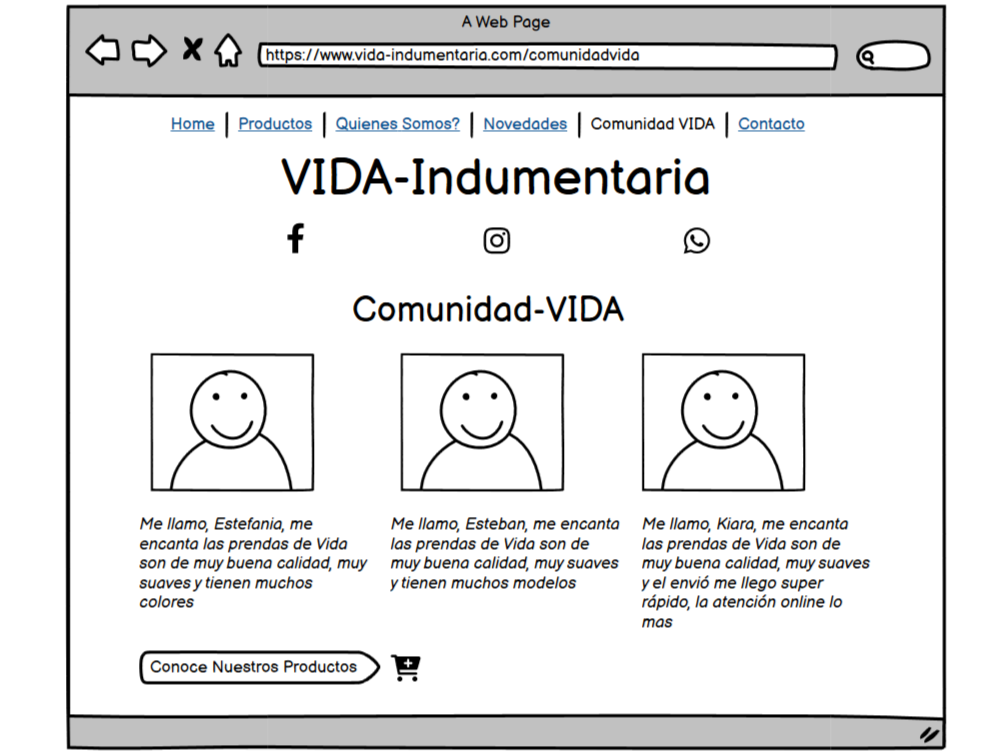 A Web Page
https://www.vida-indumentaria.com/comunidadvida
Home | Productos | Quienes Somos? | Novedades | Comunidad VIDA | Contacto
VIDA-Indumentaria
Comunidad-VIDA
Me llamo, Estefania, me
encanta las prendas de Vida
son de muy buena calidad, muy
suaves y tienen muchos
colores
Me llamo, Esteban, me encanta
las prendas de Vida son de
muy buena calidad, muy suaves
y tienen muchos modelos
Me llamo, Kiara, me encanta
las prendas de Vida son de
muy buena calidad, muy suaves
y el envió me llego super
rápido, la atención online lo
mas
Conoce Nuestros Productos